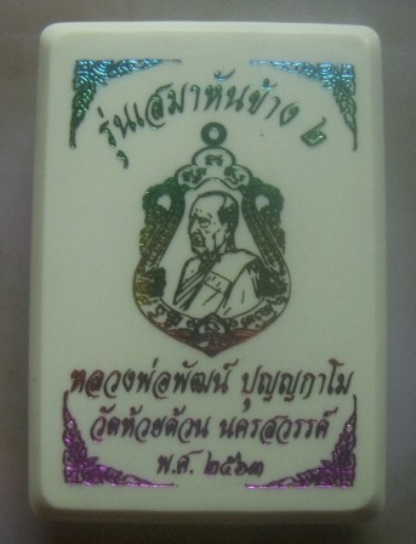 รุ่นเสมาหันข้าง ๒
หลวงพ่อพัฒน์ ปุญญกาโม
วัดห้วยด้วน นครสวรรค์
พ.ศ. ๒๕๖๓